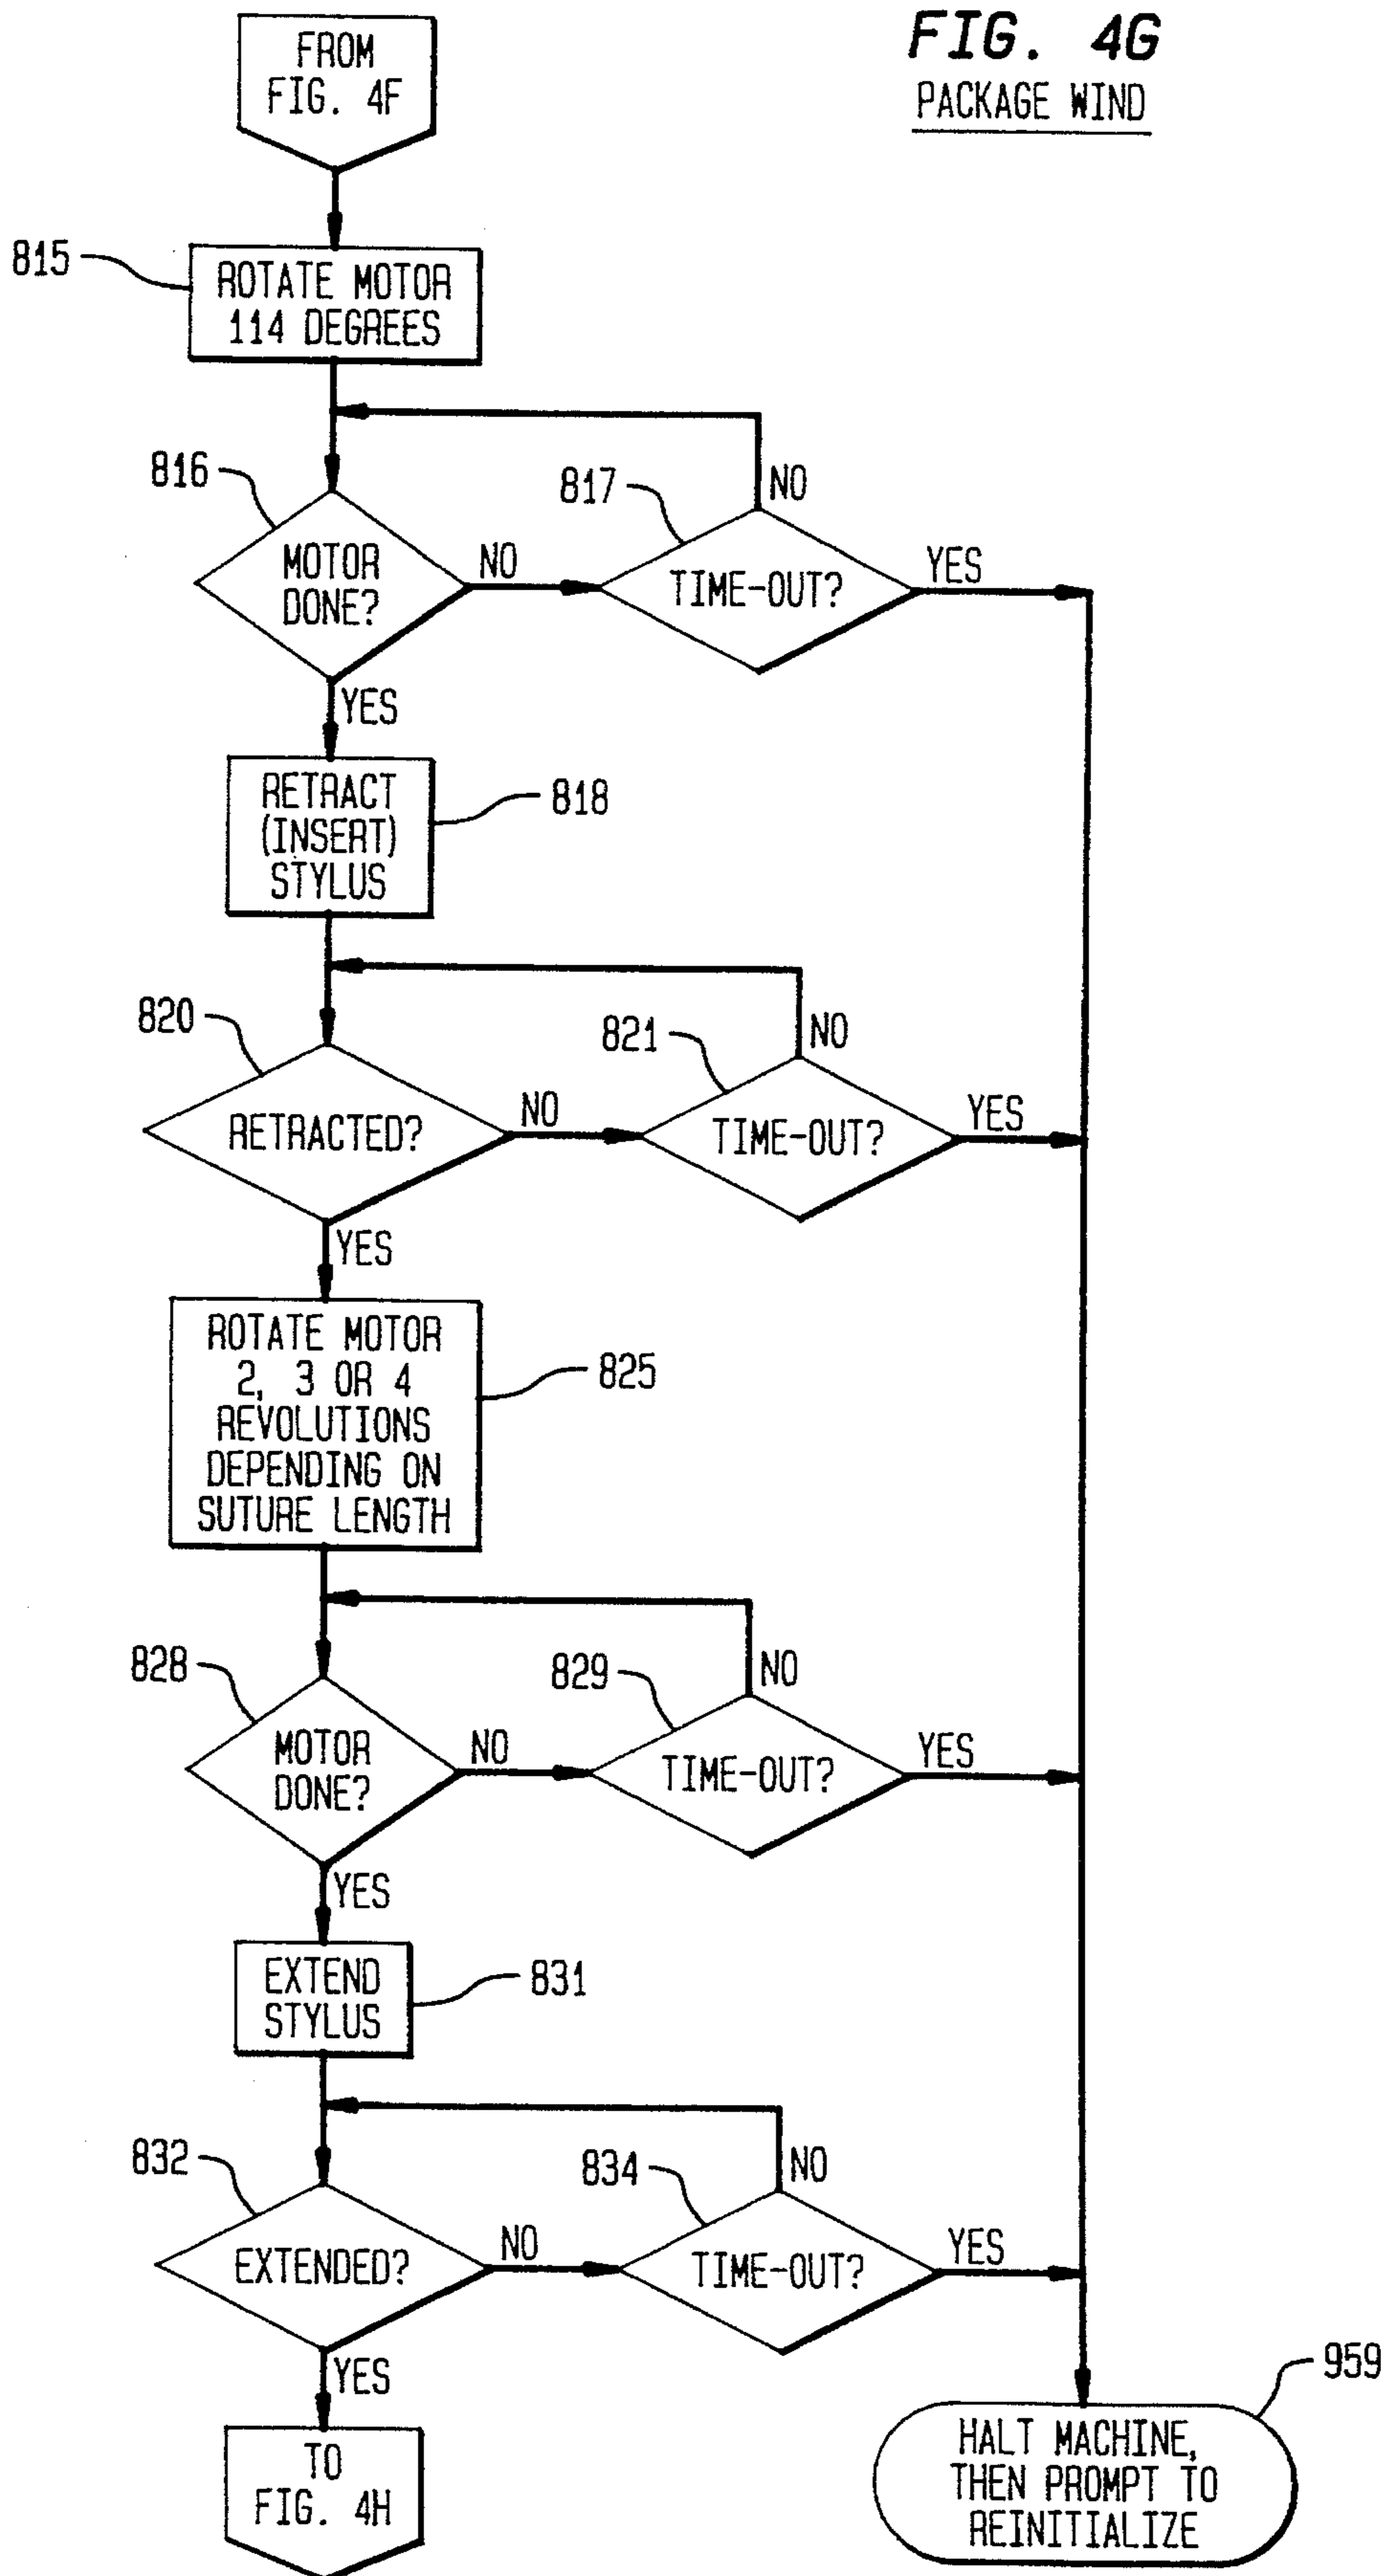 FIG. 4G
PACKAGE WIND
FROM
FIG. 4F
815
ROTATE MOTOR
114 DEGREES
816
MOTOR
DONE?
NO
817
TIME-OUT?
NO
YES
YES
RETRACT
(INSERT)
STYLUS
818
820
RETRACTED?
NO
821
TIME-OUT?
NO
YES
YES
ROTATE MOTOR
2, 3 OR 4
REVOLUTIONS
DEPENDING ON
SUTURE LENGTH
825
828
MOTOR
DONE?
NO
829
TIME-OUT?
NO
YES
YES
EXTEND
STYLUS
831
832
EXTENDED?
NO
834
TIME-OUT?
NO
YES
YES
TO
FIG. 4H
959
HALT MACHINE,
THEN PROMPT TO
REINITIALIZE